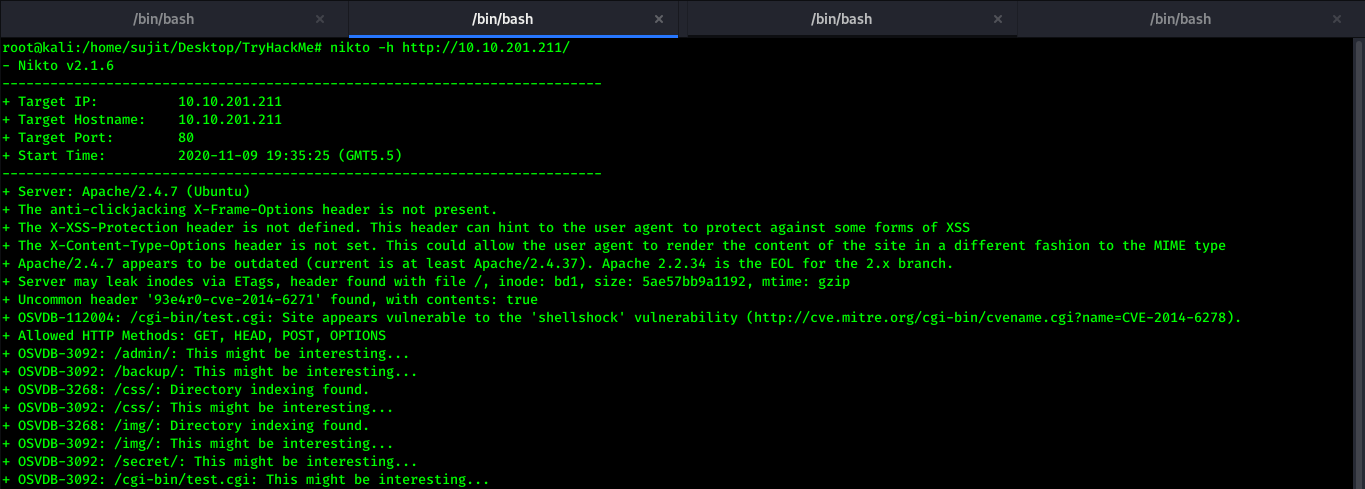 /bin/bash × /bin/bash × /bin/bash × /bin/bash ×
root@kali:/home/sujit/Desktop/TryHackMe# nikto -h http://10.10.201.211/
- Nikto v2.1.6
---------------------------------------------------------------------------
+ Target IP:          10.10.201.211
+ Target Hostname:    10.10.201.211
+ Target Port:        80
+ Start Time:         2020-11-09 19:35:25 (GMT5.5)
---------------------------------------------------------------------------
+ Server: Apache/2.4.7 (Ubuntu)
+ The anti-clickjacking X-Frame-Options header is not present.
+ The X-XSS-Protection header is not defined. This header can hint to the user agent to protect against some forms of XSS
+ The X-Content-Type-Options header is not set. This could allow the user agent to render the content of the site in a different fashion to the MIME type
+ Apache/2.4.7 appears to be outdated (current is at least Apache/2.4.37). Apache 2.2.34 is the EOL for the 2.x branch.
+ Server may leak inodes via ETags, header found with file /, inode: bd1, size: 5ae57bb9a1192, mtime: gzip
+ Uncommon header '93e4r0-cve-2014-6271' found, with contents: true
+ OSVDB-112004: /cgi-bin/test.cgi: Site appears vulnerable to the 'shellshock' vulnerability (http://cve.mitre.org/cgi-bin/cvename.cgi?name=CVE-2014-6278).
+ Allowed HTTP Methods: GET, HEAD, POST, OPTIONS
+ OSVDB-3092: /admin/: This might be interesting...
+ OSVDB-3092: /backup/: This might be interesting...
+ OSVDB-3268: /css/: Directory indexing found.
+ OSVDB-3092: /css/: This might be interesting...
+ OSVDB-3268: /img/: Directory indexing found.
+ OSVDB-3092: /img/: This might be interesting...
+ OSVDB-3092: /secret/: This might be interesting...
+ OSVDB-3092: /cgi-bin/test.cgi: This might be interesting...